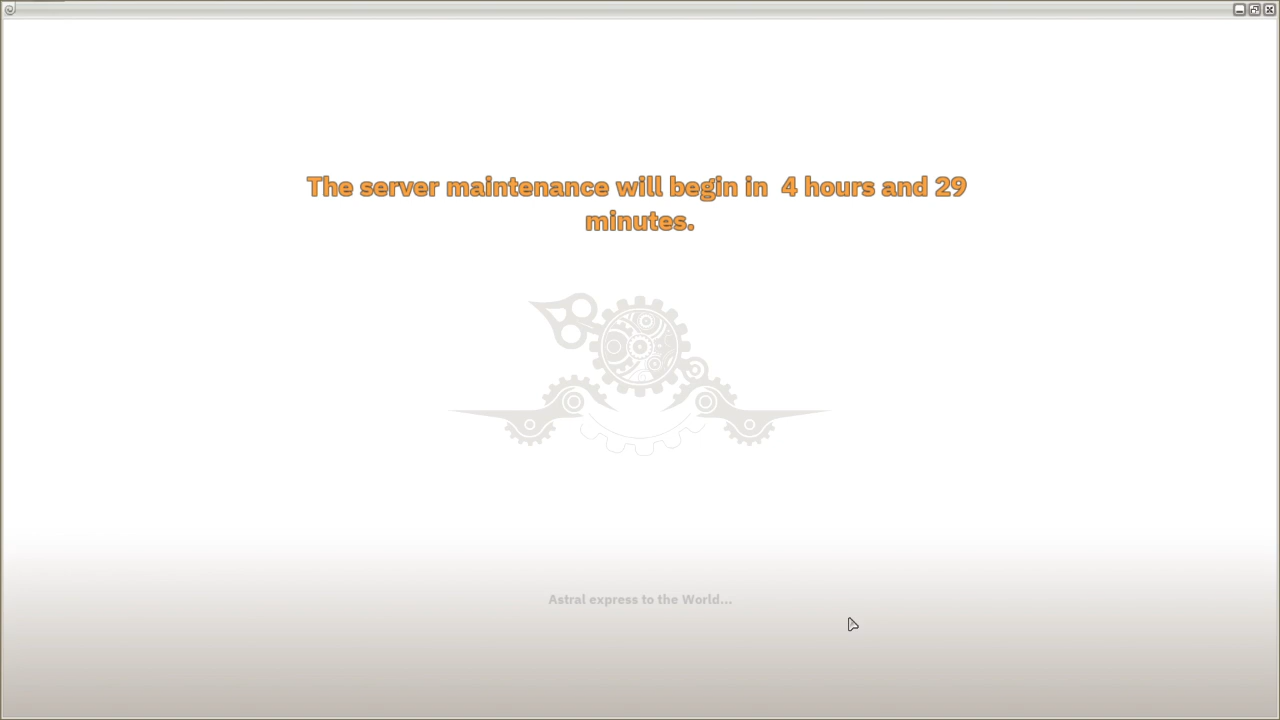 The server maintenance will begin in  4 hours and 29
minutes.
Astral express to the World...